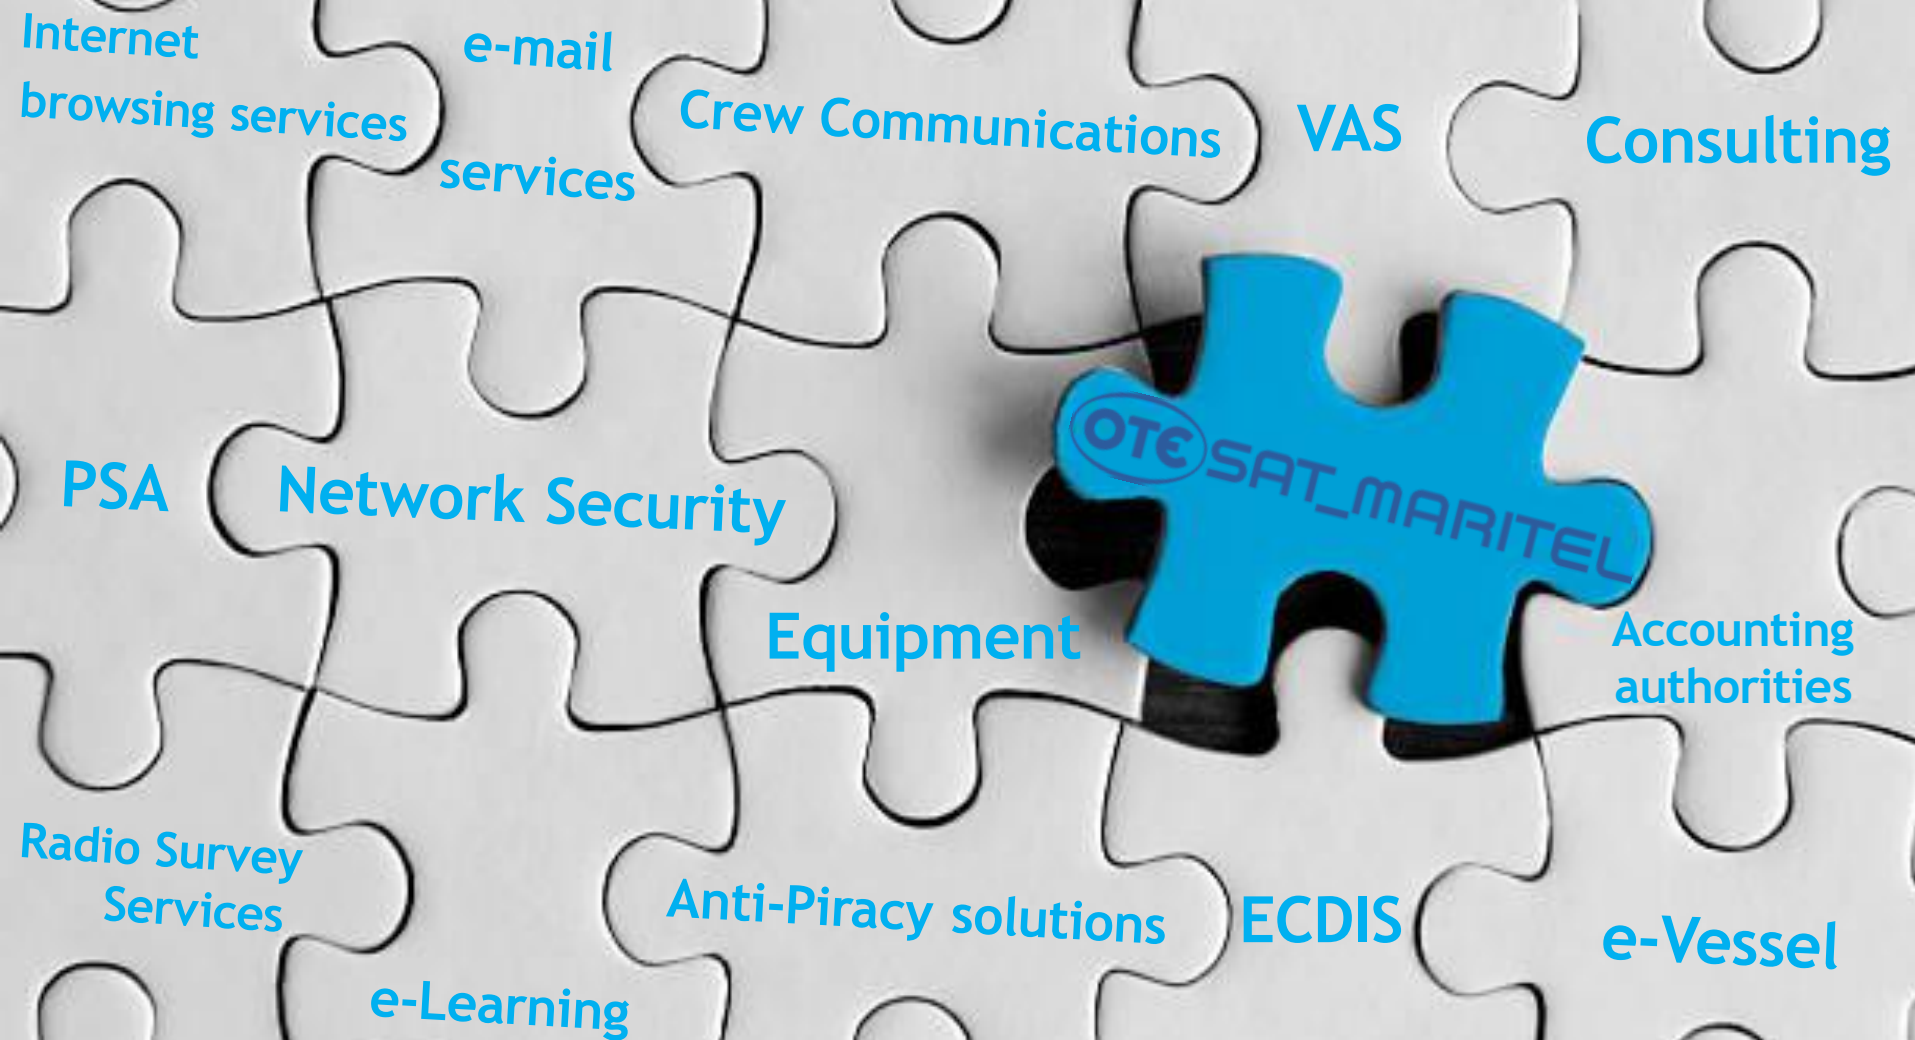 Internet
browsing services
e-mail
services
Crew Communications
VAS
Consulting
PSA
Network Security
Equipment
OTE SAT_MARITEL
Accounting
authorities
Radio Survey
Services
e-Learning
Anti-Piracy solutions
ECDIS
e-Vessel